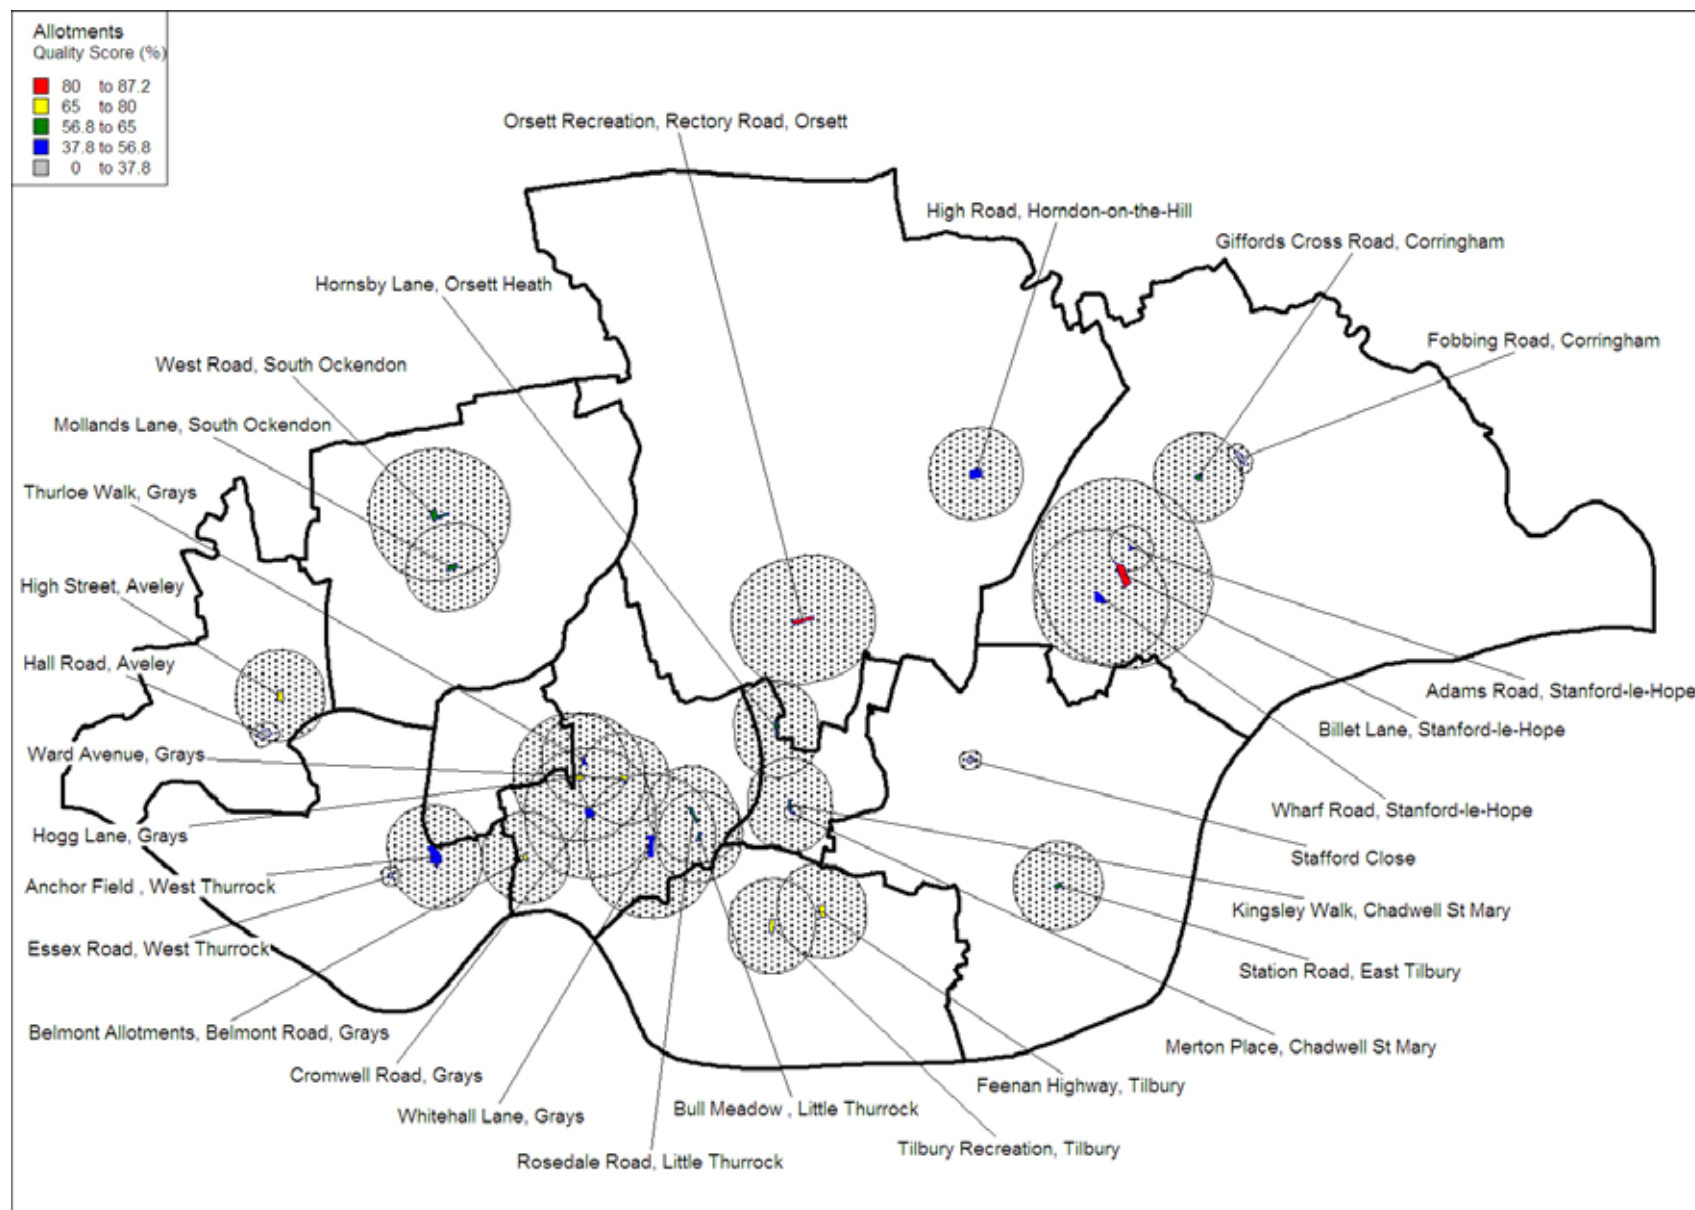 Allotments
Quality Score (%)
80 to 87.2
65 to 80
56.8 to 65
37.8 to 56.8
0 to 37.8
Orsett Recreation, Rectory Road, Orsett
High Road, Horndon-on-the-Hill
Giffords Cross Road, Corringham
Hornsby Lane, Orsett Heath
Fobbing Road, Corringham
West Road, South Ockendon
Mollands Lane, South Ockendon
Thurloe Walk, Grays
High Street, Aveley
Hall Road, Aveley
Adams Road, Stanford-le-Hope
Billet Lane, Stanford-le-Hope
Ward Avenue, Grays
Wharf Road, Stanford-le-Hope
Hogg Lane, Grays
Stafford Close
Anchor Field , West Thurrock
Kingsley Walk, Chadwell St Mary
Essex Road, West Thurrock
Station Road, East Tilbury
Belmont Allotments, Belmont Road, Grays
Merton Place, Chadwell St Mary
Cromwell Road, Grays
Feenan Highway, Tilbury
Whitehall Lane, Grays
Bull Meadow , Little Thurrock
Tilbury Recreation, Tilbury
Rosedale Road, Little Thurrock